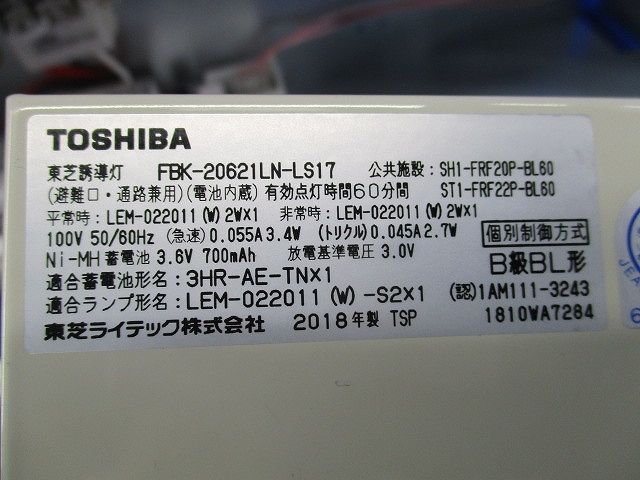 TOSHIBA
東芝誘導灯 FBK-20621LN-LS17 公共施設：SH1-FRF20P-BL60
(避難口・通路兼用)(電池内蔵) 有効点灯時間60分間 ST1-FRF22P-BL60
平常時：LEM-022011(W) 2W×1 非常時：LEM-022011(W) 2W×1
100V 50/60Hz (急速) 0.055A 3.4W (トリクル) 0.045A 2.7W 個別制御方式
Ni-MH 蓄電池 3.6V 700mAh 放電基準電圧 3.0V B級BL形
適合蓄電池形名：3HR-AE-TN×1
適合ランプ形名：LEM-022011(W)-S2×1 (認)1AM111-3243
東芝ライテック株式会社 2018年製 TSP 1810WA7284
JEA
6